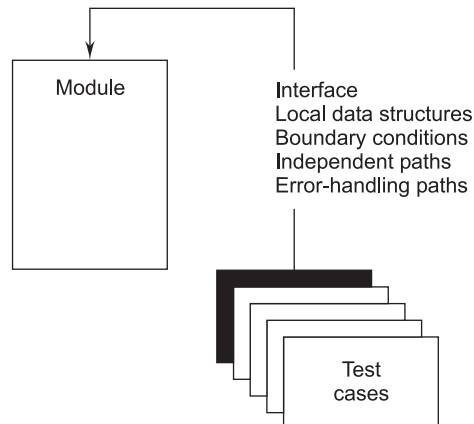 Module
Interface
Local data structures
Boundary conditions
Independent paths
Error-handling paths
Test
cases